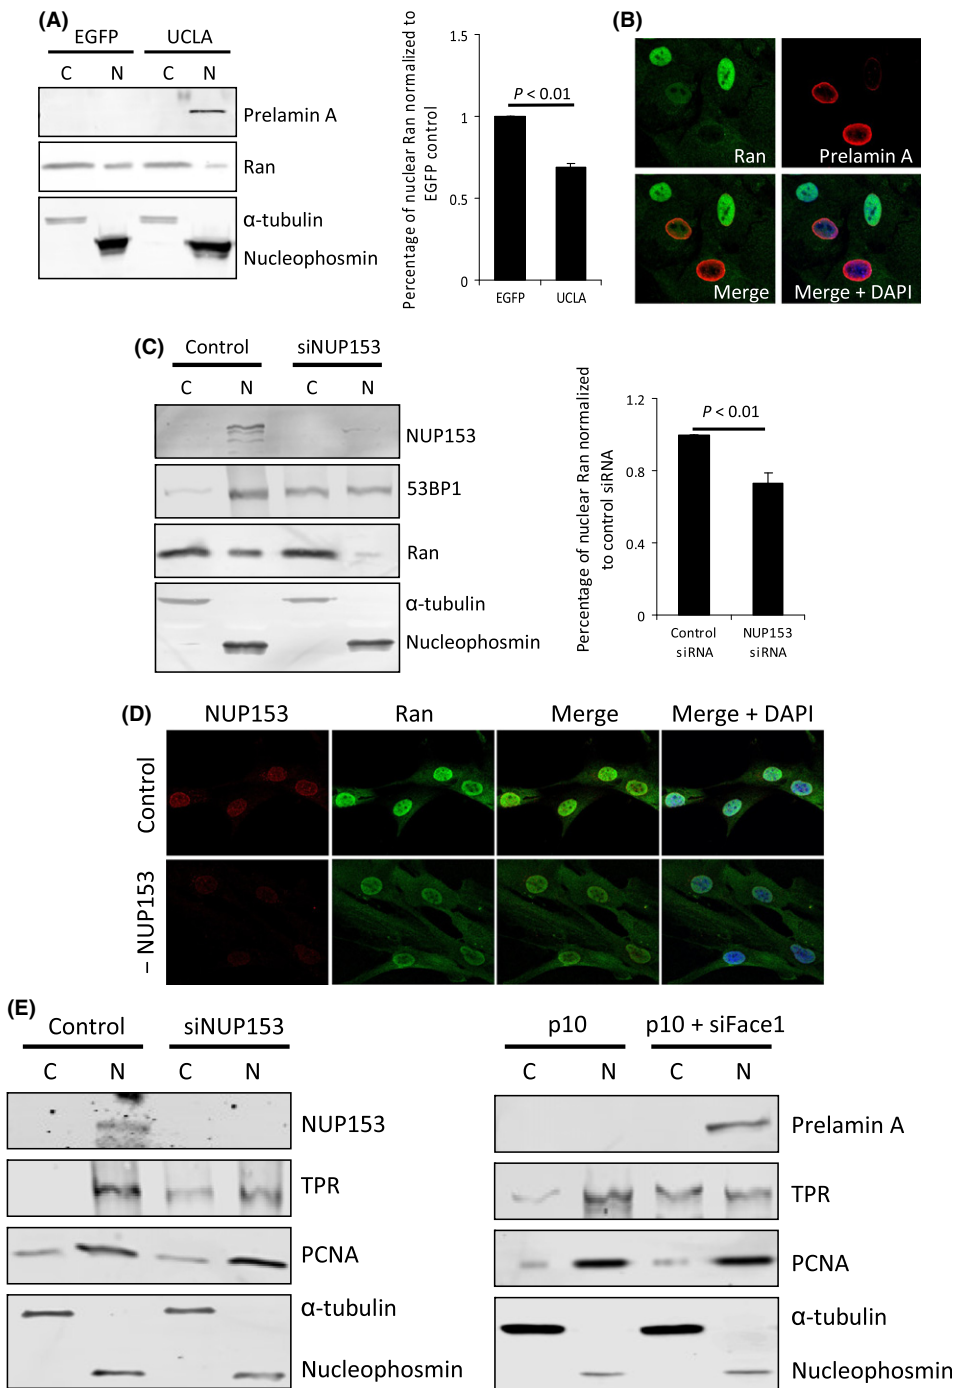 (A)
EGFP UCLA
C N C N
Prelamin A
Ran
α-tubulin
Nucleophosmin
Percentage of nuclear Ran normalized to
EGFP control
1.5
1
0.5
0
P < 0.01
EGFP UCLA
(B)
Ran
Prelamin A
Merge
Merge + DAPI
(C)
Control siNUP153
C N C N
NUP153
53BP1
Ran
α-tubulin
Nucleophosmin
Percentage of nuclear Ran normalized
to control siRNA
1.2
0.8
0.4
0
P < 0.01
Control
siRNA
NUP153
siRNA
(D)
NUP153 Ran Merge Merge + DAPI
Control
– NUP153
(E)
Control siNUP153
C N C N
NUP153
TPR
PCNA
α-tubulin
Nucleophosmin
p10 p10 + siFace1
C N C N
Prelamin A
TPR
PCNA
α-tubulin
Nucleophosmin